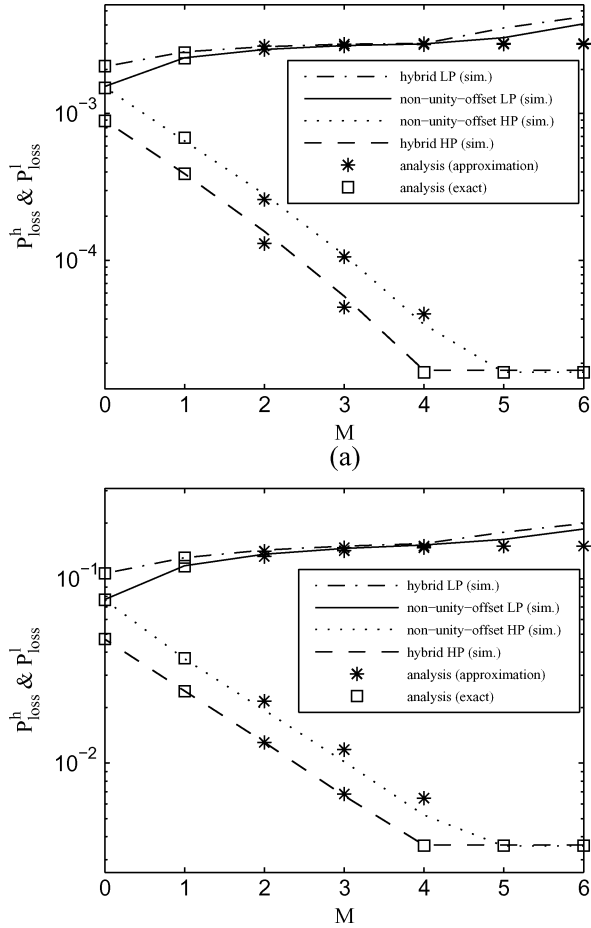 10⁻³
10⁻⁴
P^h_loss & P^l_loss
hybrid LP (sim.)
non−unity−offset LP (sim.)
non−unity−offset HP (sim.)
hybrid HP (sim.)
analysis (approximation)
analysis (exact)
0 1 2 3 4 5 6
M
(a)
10⁻¹
10⁻²
P^h_loss & P^l_loss
hybrid LP (sim.)
non−unity−offset LP (sim.)
non−unity−offset HP (sim.)
hybrid HP (sim.)
analysis (approximation)
analysis (exact)
0 1 2 3 4 5 6
M